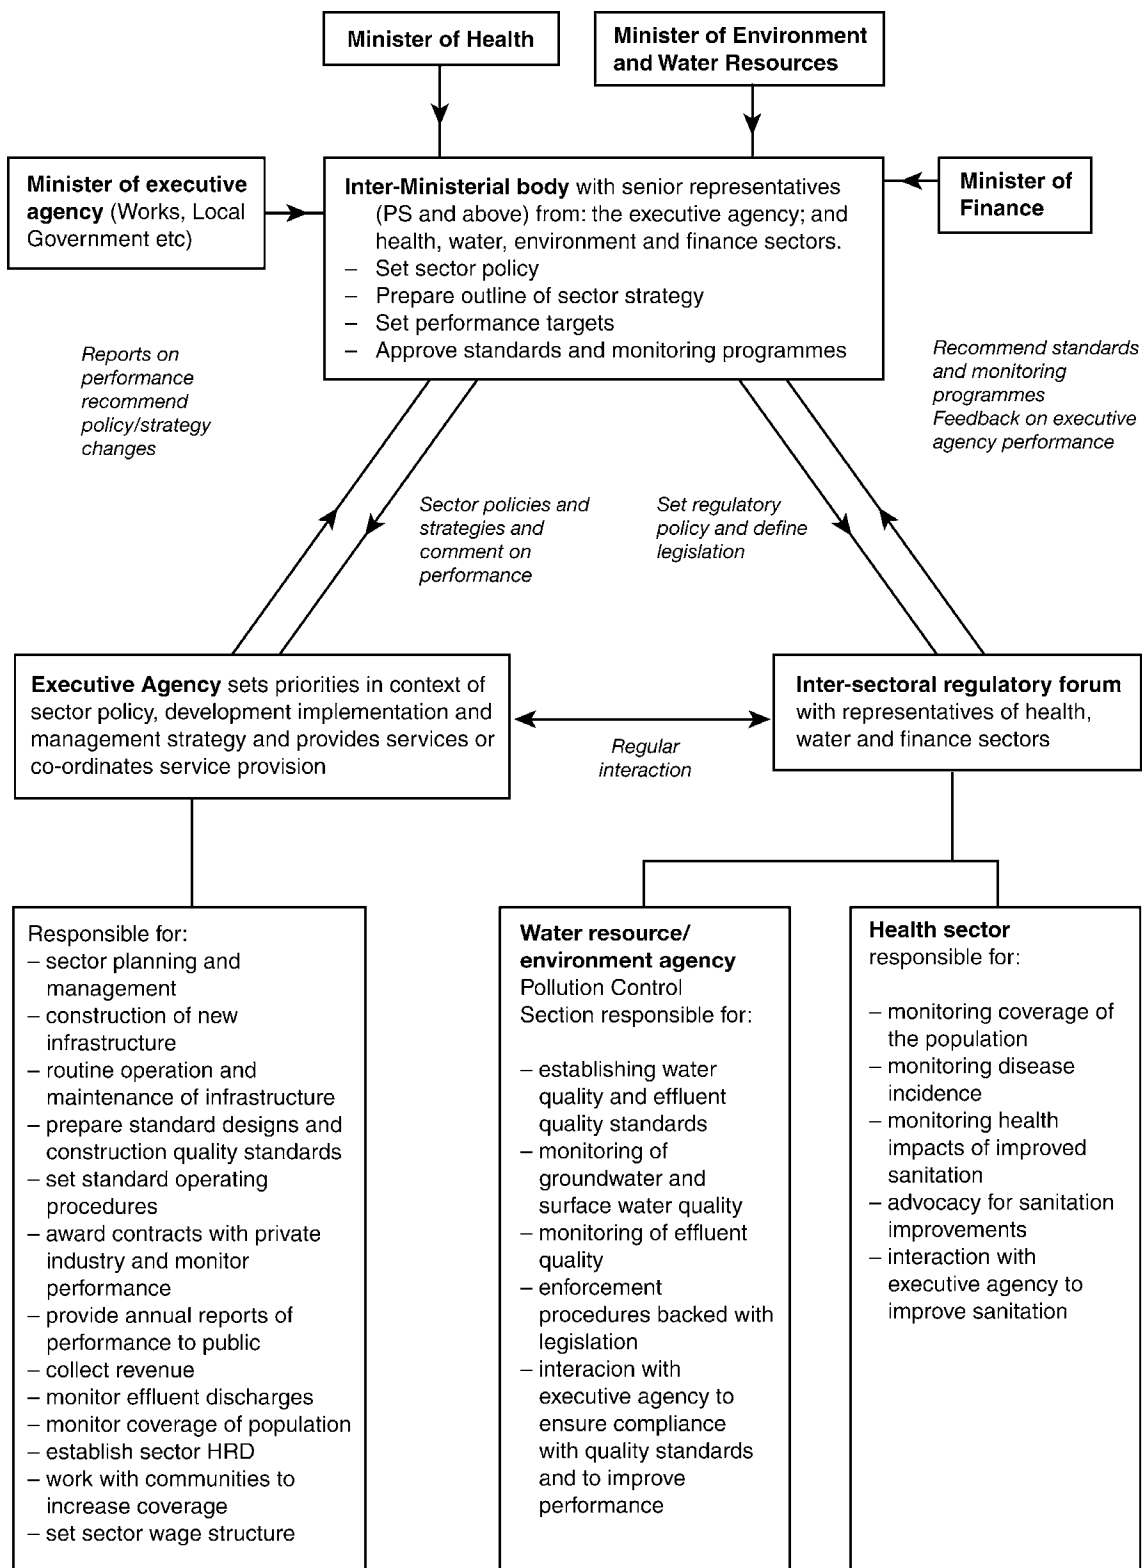 Minister of Health
Minister of Environment
and Water Resources
Minister of executive
agency (Works, Local
Government etc)
Inter-Ministerial body with senior representatives
(PS and above) from: the executive agency; and
health, water, environment and finance sectors.
– Set sector policy
– Prepare outline of sector strategy
– Set performance targets
– Approve standards and monitoring programmes
Minister of
Finance
Reports on
performance
recommend
policy/strategy
changes
Recommend standards
and monitoring
programmes
Feedback on executive
agency performance
Sector policies and
strategies and
comment on
performance
Set regulatory
policy and define
legislation
Executive Agency sets priorities in context of
sector policy, development implementation and
management strategy and provides services or
co-ordinates service provision
Regular
interaction
Inter-sectoral regulatory forum
with representatives of health,
water and finance sectors
Responsible for:
– sector planning and
management
– construction of new
infrastructure
– routine operation and
maintenance of infrastructure
– prepare standard designs and
construction quality standards
– set standard operating
procedures
– award contracts with private
industry and monitor
performance
– provide annual reports of
performance to public
– collect revenue
– monitor effluent discharges
– monitor coverage of population
– establish sector HRD
– work with communities to
increase coverage
– set sector wage structure
Water resource/
environment agency
Pollution Control
Section responsible for:
– establishing water
quality and effluent
quality standards
– monitoring of
groundwater and
surface water quality
– monitoring of effluent
quality
– enforcement
procedures backed with
legislation
– interacion with
executive agency to
ensure compliance
with quality standards
and to improve
performance
Health sector
responsible for:
– monitoring coverage of
the population
– monitoring disease
incidence
– monitoring health
impacts of improved
sanitation
– advocacy for sanitation
improvements
– interaction with
executive agency to
improve sanitation